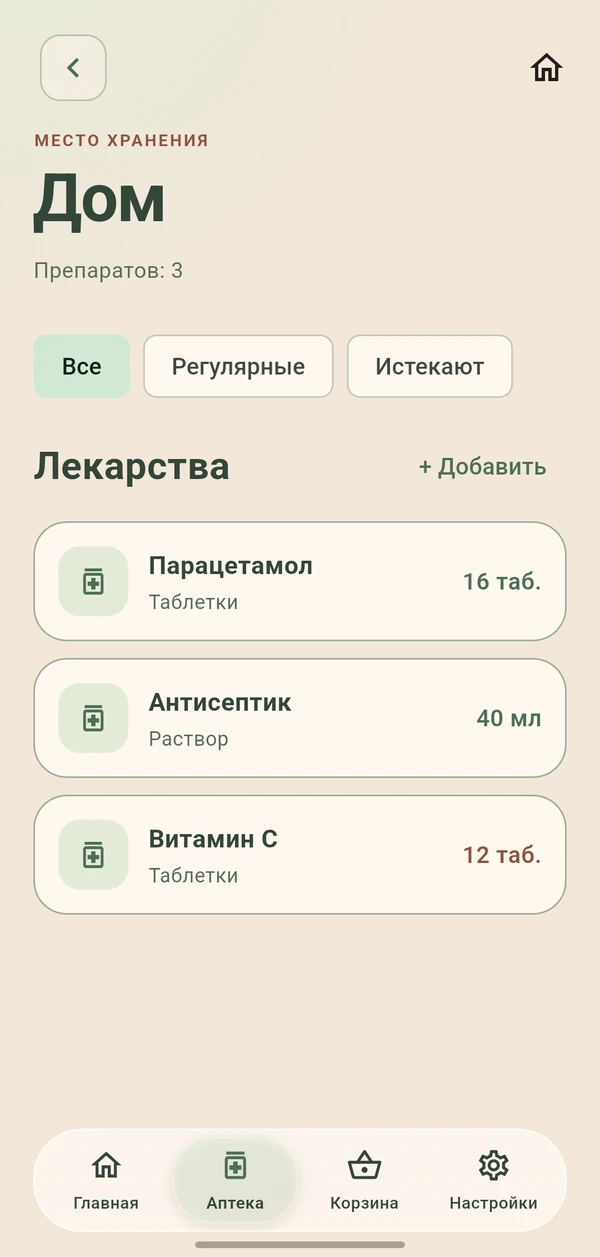 МЕСТО ХРАНЕНИЯ
Дом
Препаратов: 3
Все
Регулярные
Истекают
Лекарства
+ Добавить
Парацетамол
Таблетки
16 таб.
Антисептик
Раствор
40 мл
Витамин C
Таблетки
12 таб.
Главная
Аптека
Корзина
Настройки